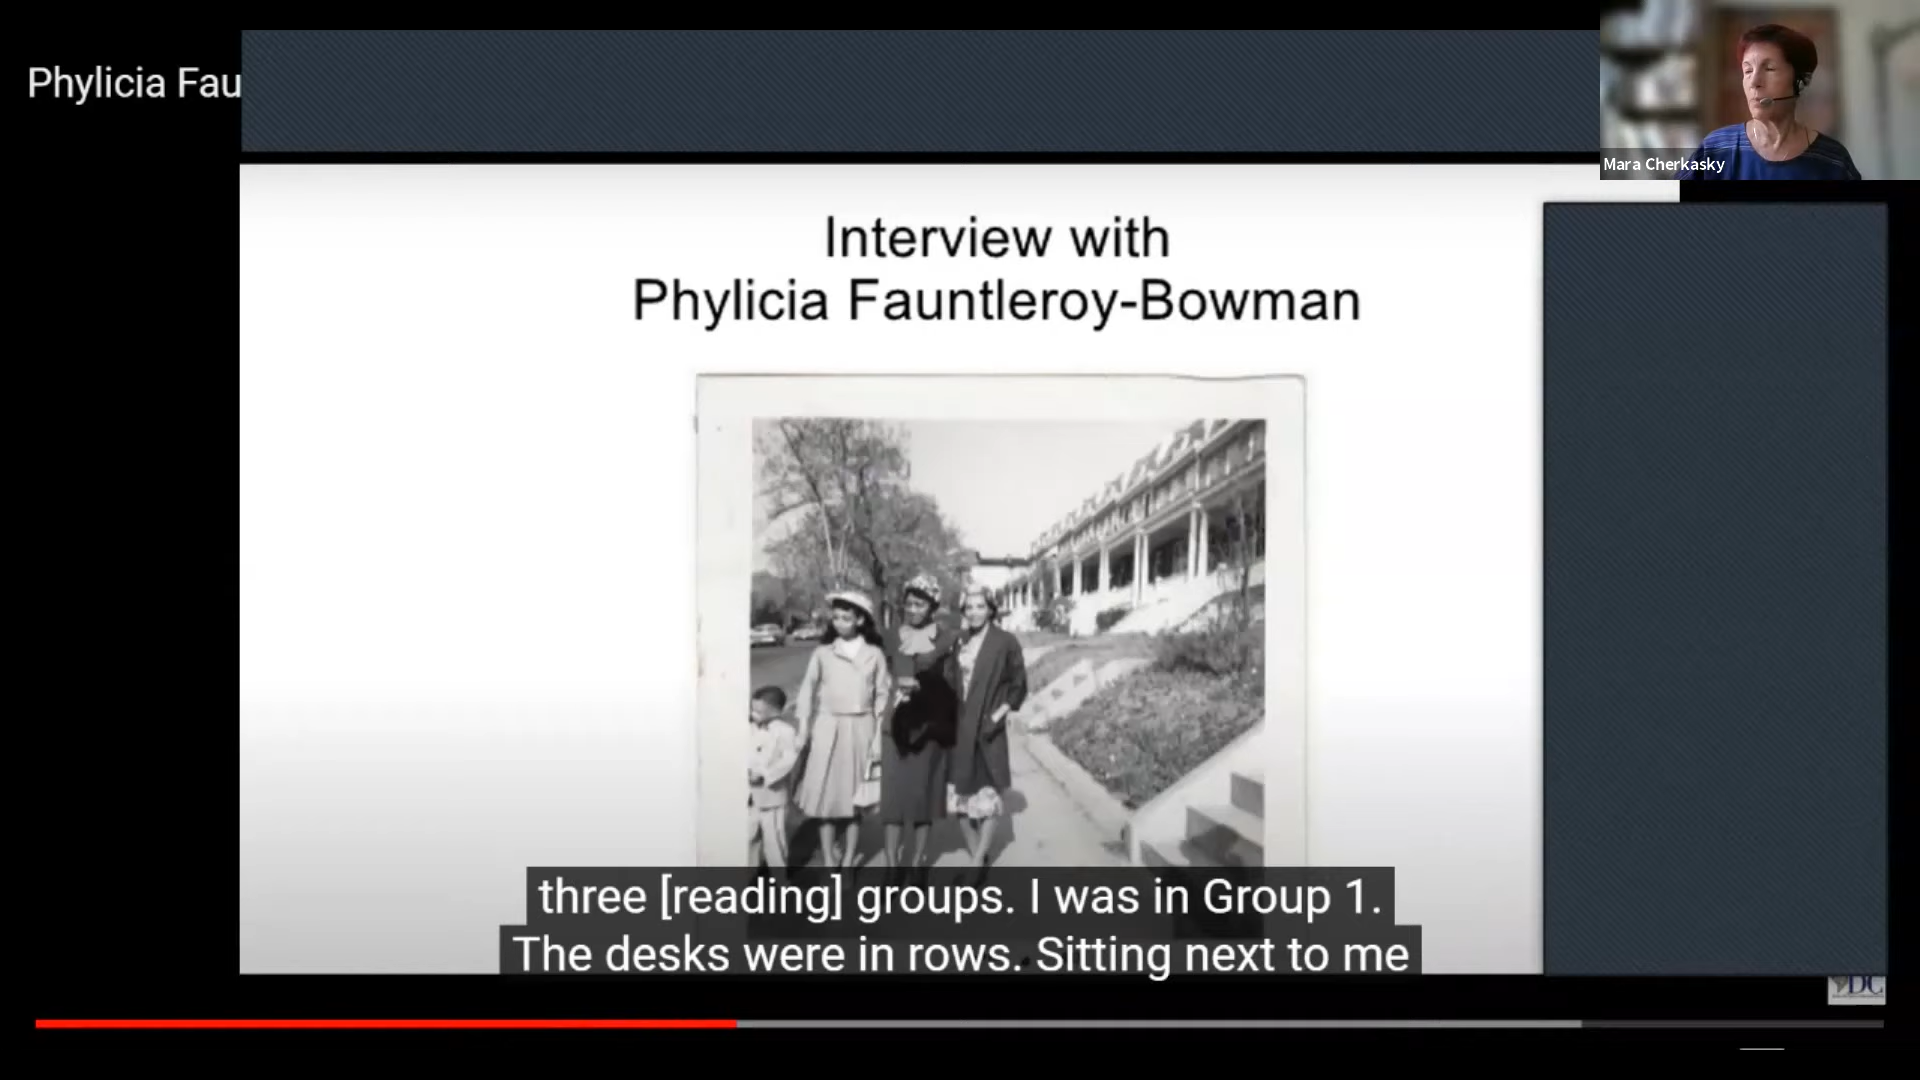 Phylicia Fau
Mara Cherkasky
Interview with
Phylicia Fauntleroy-Bowman
three [reading] groups. I was in Group 1.
The desks were in rows. Sitting next to me
DC